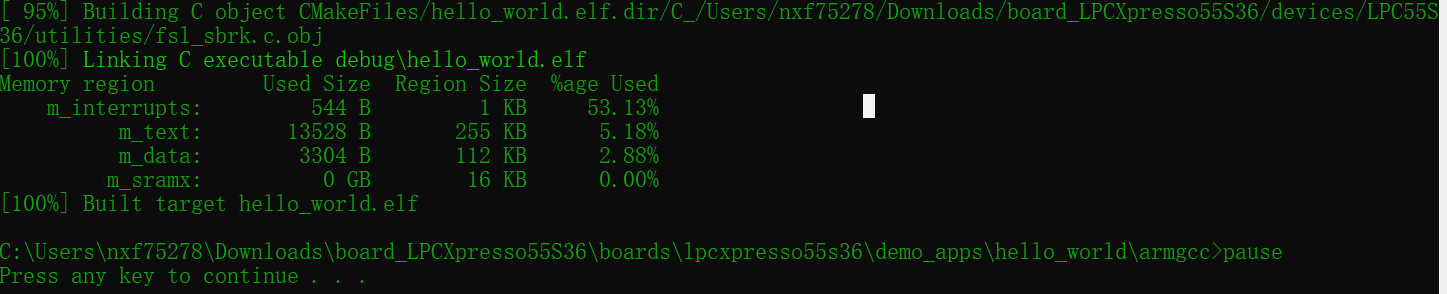 [ 95%] Building C object CMakeFiles/hello_world.elf.dir/C_/Users/nxf75278/Downloads/board_LPCXpresso55S36/devices/LPC55S
36/utilities/fsl_sbrk.c.obj
[100%] Linking C executable debug\hello_world.elf
Memory region         Used Size  Region Size  %age Used
    m_interrupts:         544 B         1 KB     53.13%
          m_text:       13528 B       255 KB      5.18%
          m_data:        3304 B       112 KB      2.88%
         m_sramx:          0 GB        16 KB      0.00%
[100%] Built target hello_world.elf
C:\Users\nxf75278\Downloads\board_LPCXpresso55S36\boards\lpcxpresso55s36\demo_apps\hello_world\armgcc>pause
Press any key to continue . . .